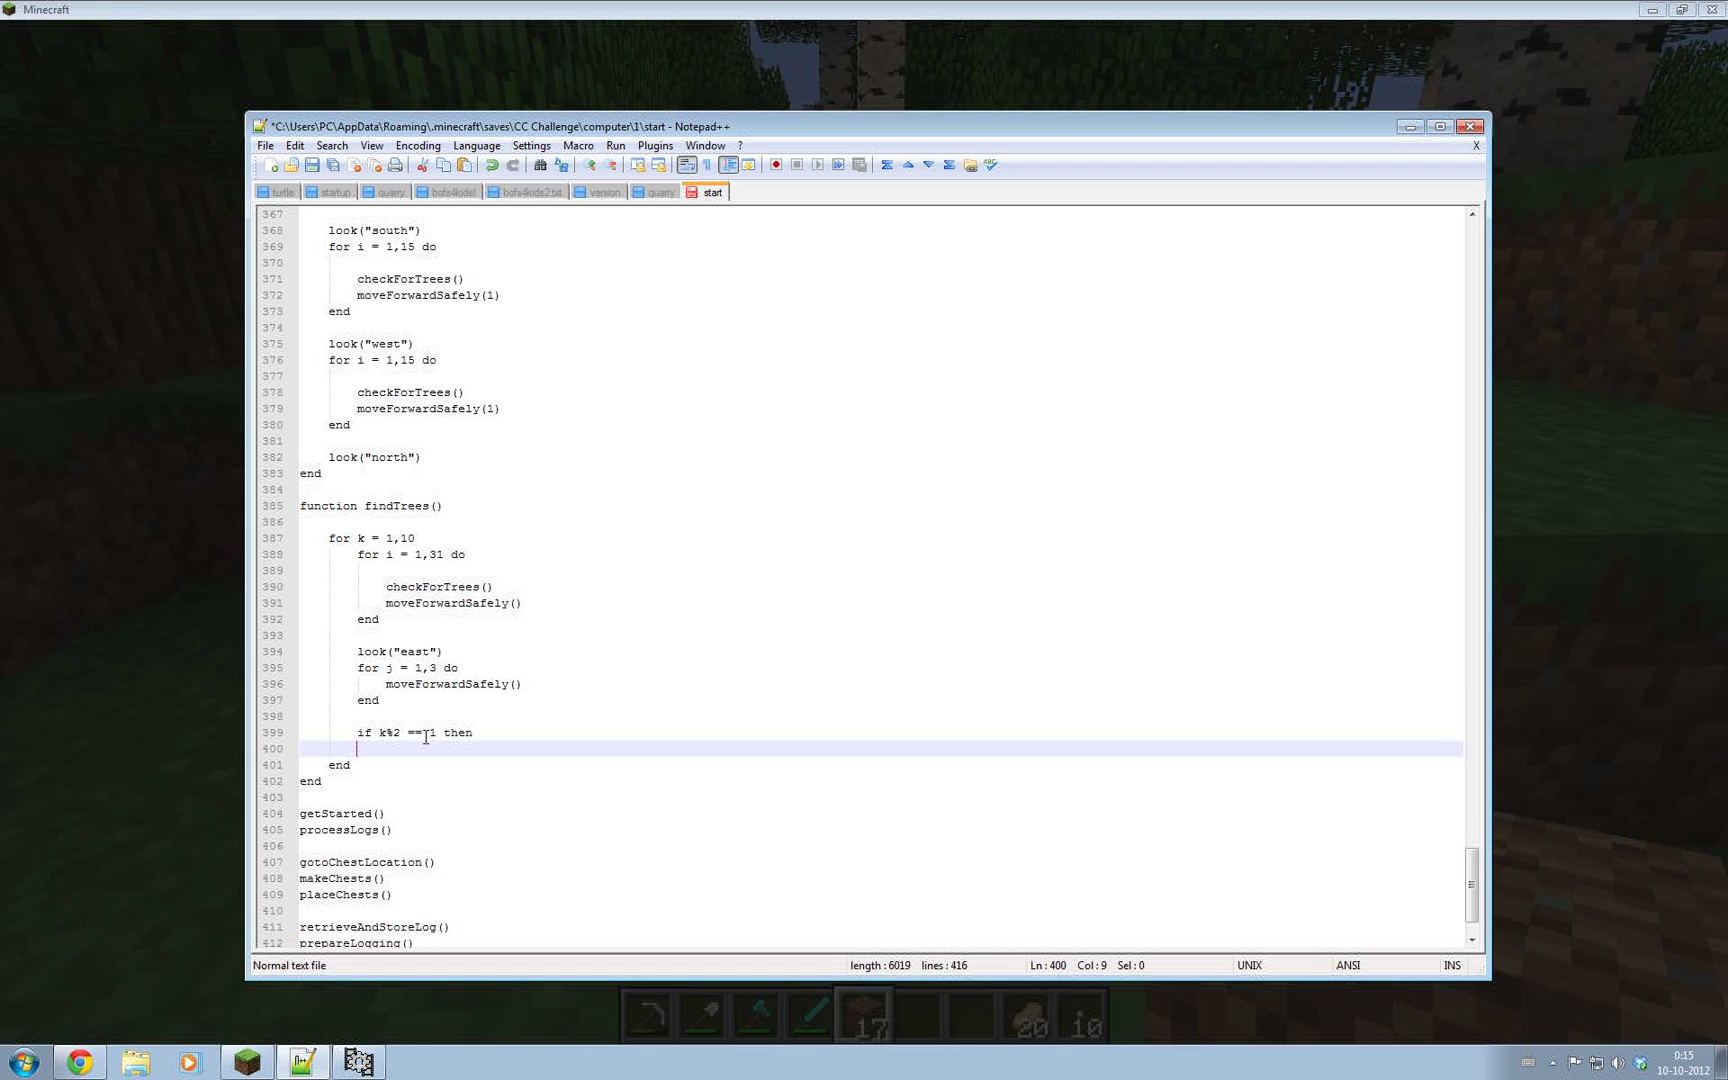 Minecraft
*C:\Users\PC\AppData\Roaming\.minecraft\saves\CC Challenge\computer\1\start - Notepad++
File Edit Search View Encoding Language Settings Macro Run Plugins Window ? X
turtle startup quarry bofs4kidsl bofs4kids2.txt version quarry start
367
368 look("south")
369 for i = 1,15 do
370
371 checkForTrees()
372 moveForwardSafely(1)
373 end
374
375 look("west")
376 for i = 1,15 do
377
378 checkForTrees()
379 moveForwardSafely(1)
380 end
381
382 look("north")
383 end
384
385 function findTrees()
386
387 for k = 1,10
388 for i = 1,31 do
389
390 checkForTrees()
391 moveForwardSafely()
392 end
393
394 look("east")
395 for j = 1,3 do
396 moveForwardSafely()
397 end
398
399 if k%2 == 1 then
400
401 end
402 end
403
404 getStarted()
405 processLogs()
406
407 gotoChestLocation()
408 makeChests()
409 placeChests()
410
411 retrieveAndStoreLog()
412 prepareLogging()
Normal text file length : 6019 lines : 416 Ln : 400 Col : 9 Sel : 0 UNIX ANSI INS
17 20 10
0:15
10-10-2012